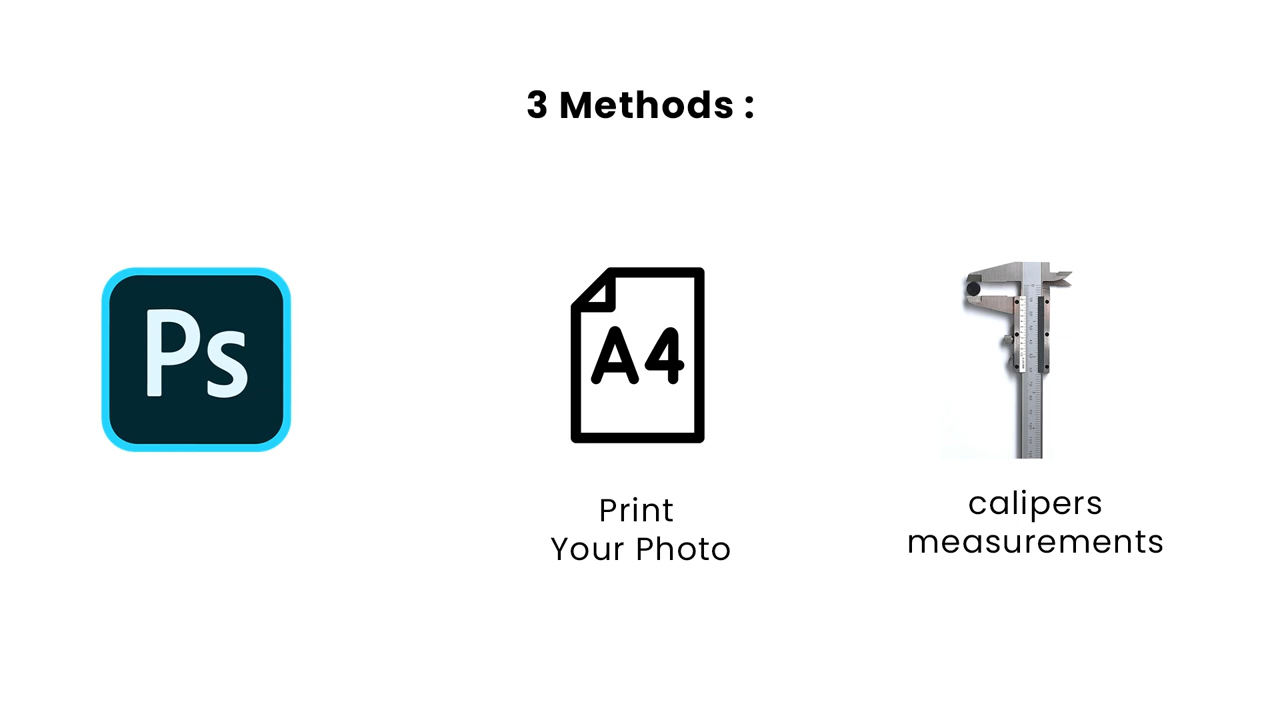 3 Methods :
Ps
A4
Print
Your Photo
calipers
measurements